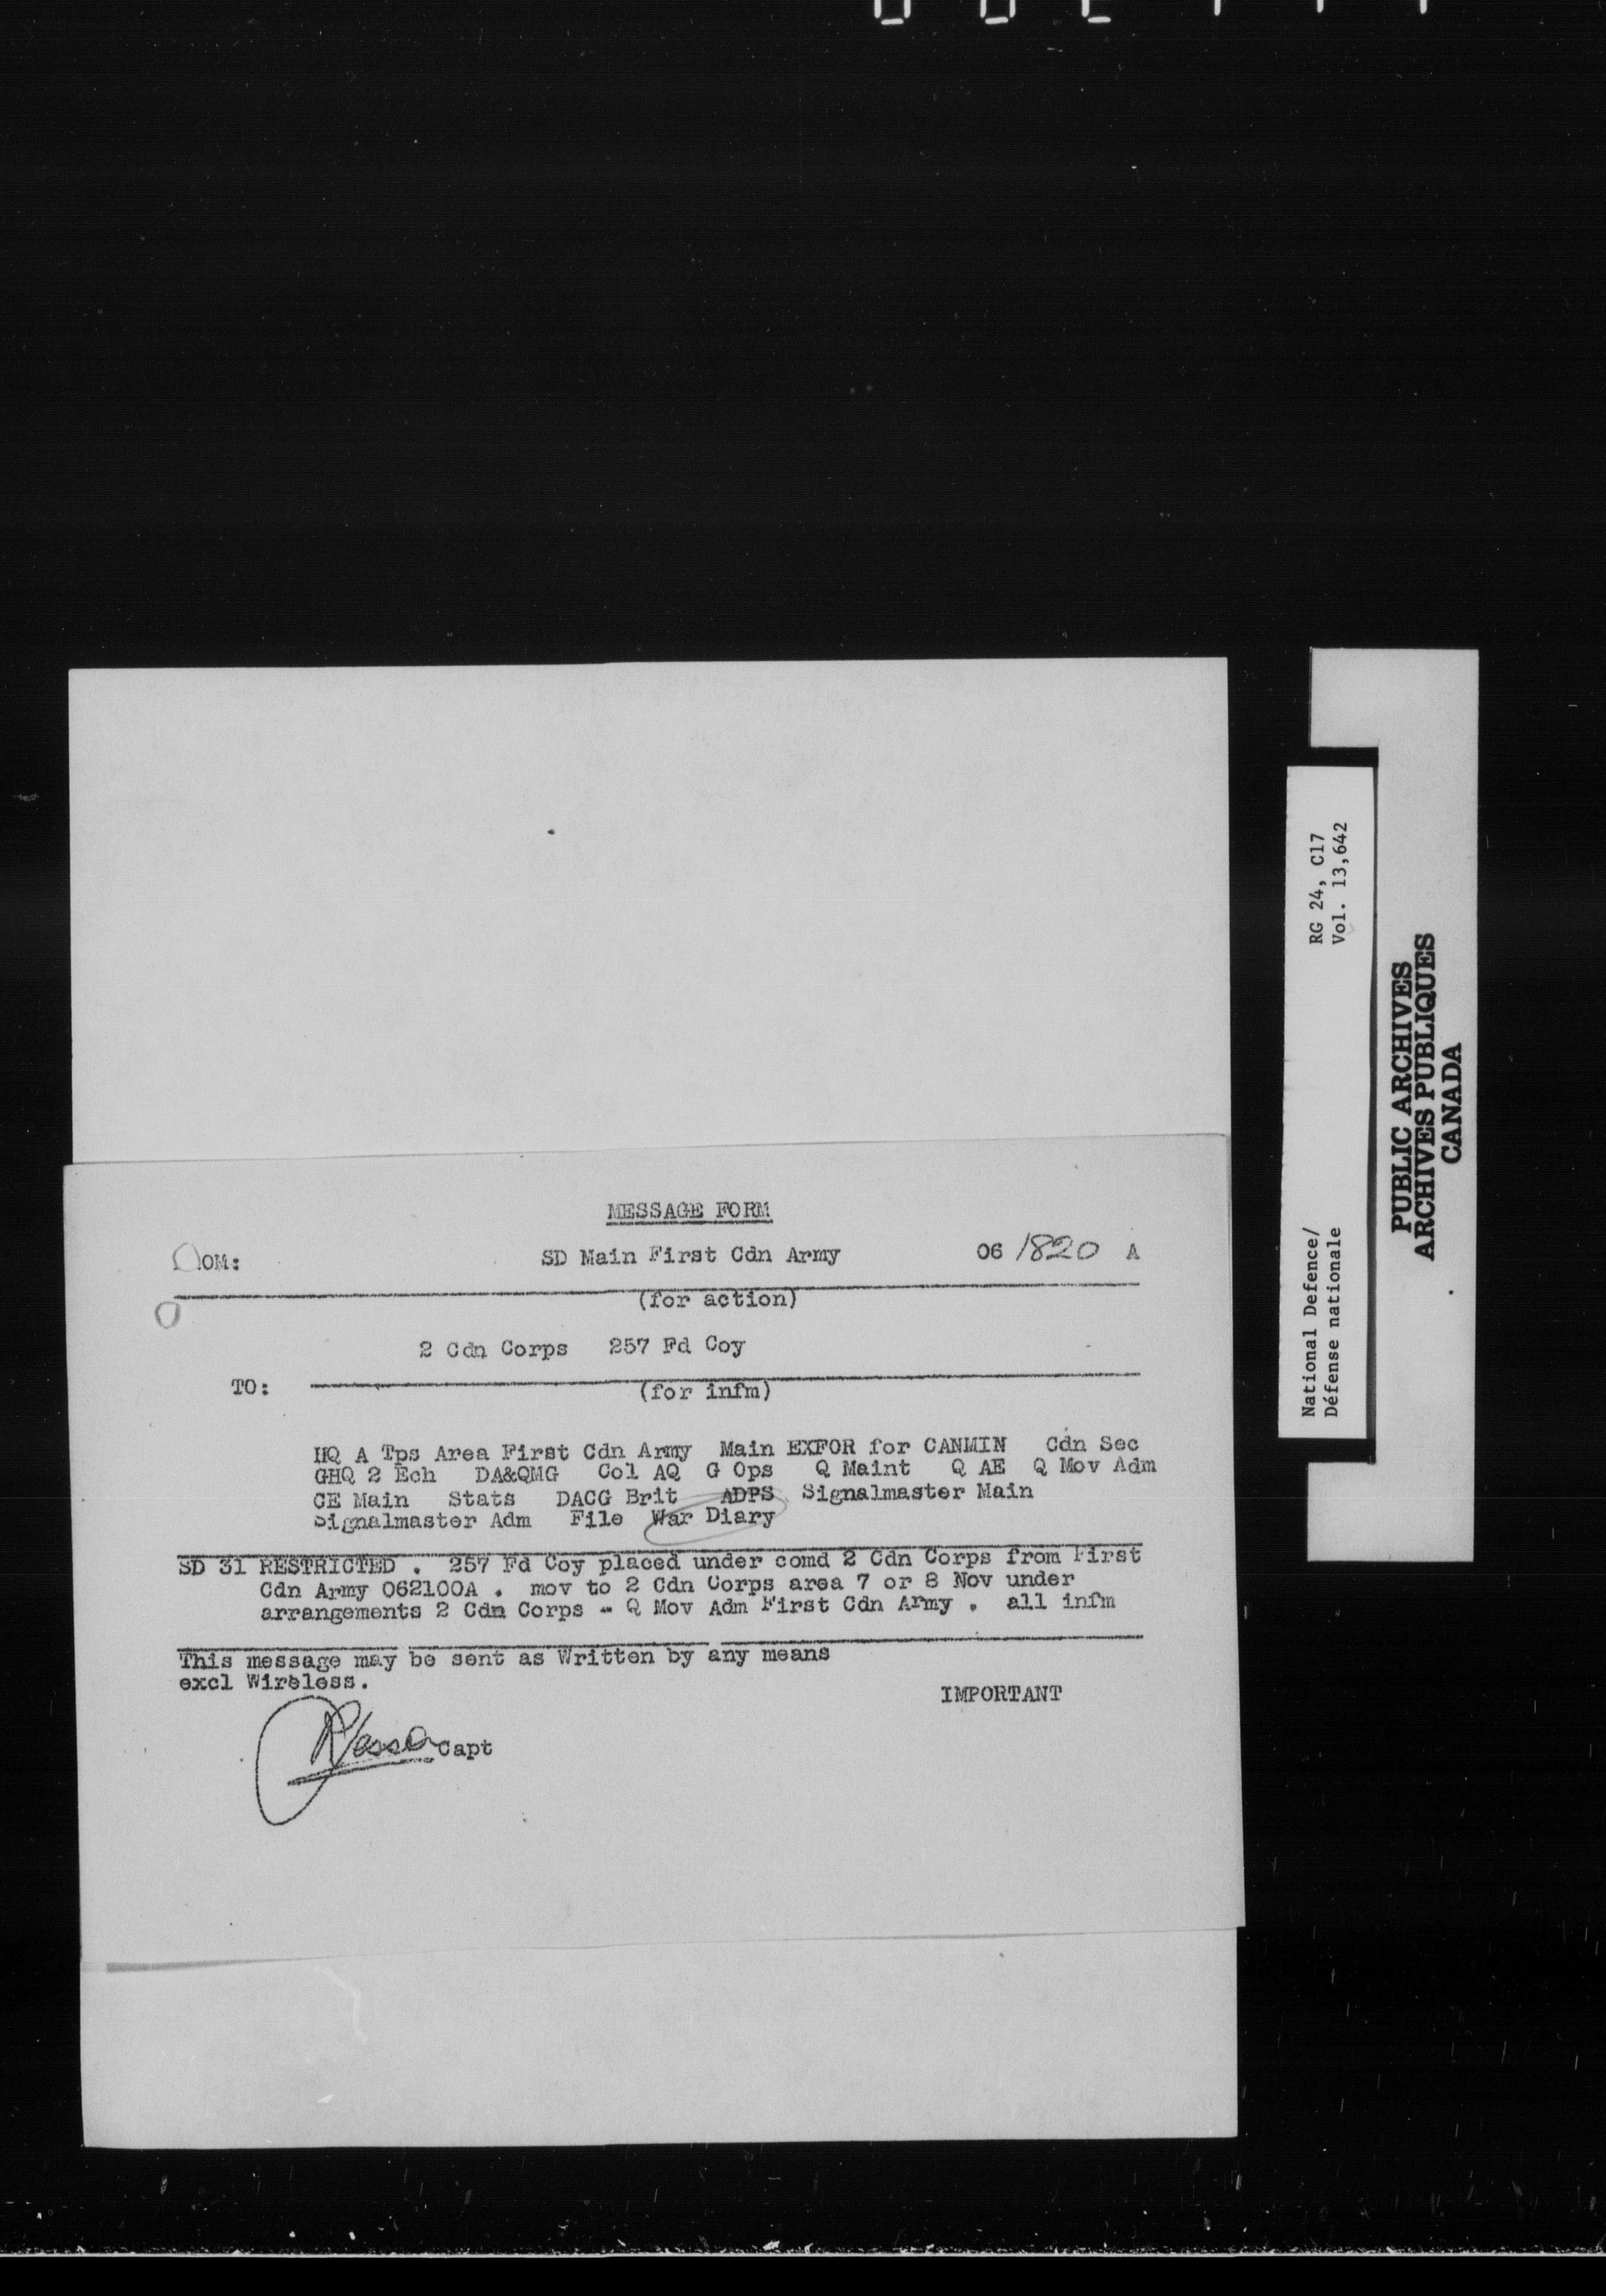 MESSAGE FORM
OM: SD Main First Cdn Army 06 1820 A
(for action)
2 Cdn Corps 257 Fd Coy
TO:
(for infm)
HQ A Tps Area First Cdn Army Main EXFOR for CANMIN Cdn Sec
GHQ 2 Ech DA&QMG Col AQ G Ops Q Maint Q AE Q Mov Adm
CE Main Stats DACG Brit ADPS Signalmaster Main
Signalmaster Adm File War Diary
SD 31 RESTRICTED . 257 Fd Coy placed under comd 2 Cdn Corps from First
Cdn Army 062100A . mov to 2 Cdn Corps area 7 or 8 Nov under
arrangements 2 Cdn Corps - Q Mov Adm First Cdn Army . all infm
This message may be sent as Written by any means
excl Wireless.
IMPORTANT
Capt
RG 24, C17
Vol. 13,642
National Defence/
Défense nationale
PUBLIC ARCHIVES
ARCHIVES PUBLIQUES
CANADA